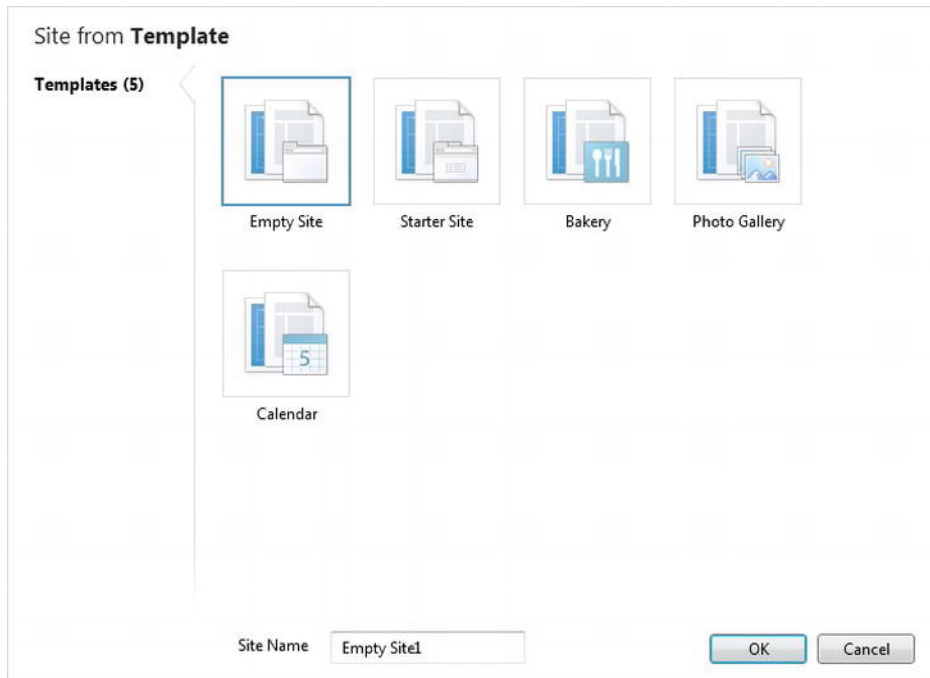 Site from Template
Templates (5)
Empty Site
Starter Site
Bakery
Photo Gallery
5
Calendar
Site Name
Empty Site1
OK
Cancel